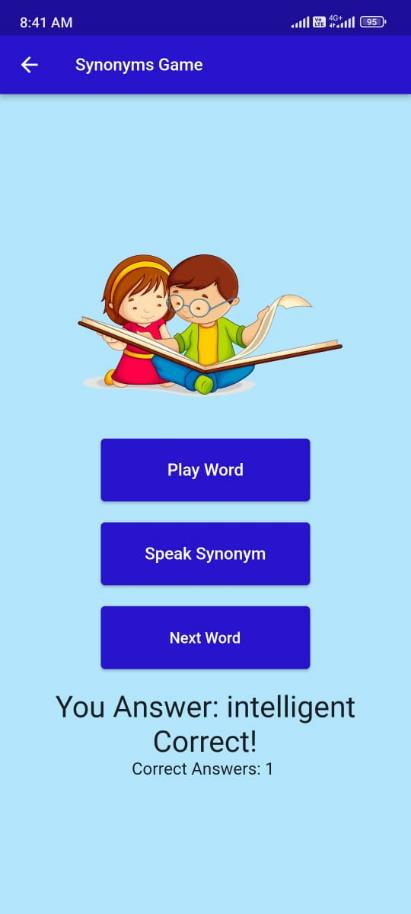 8:41 AM 4G+ 95
Synonyms Game
Play Word
Speak Synonym
Next Word
You Answer: intelligent
Correct!
Correct Answers: 1